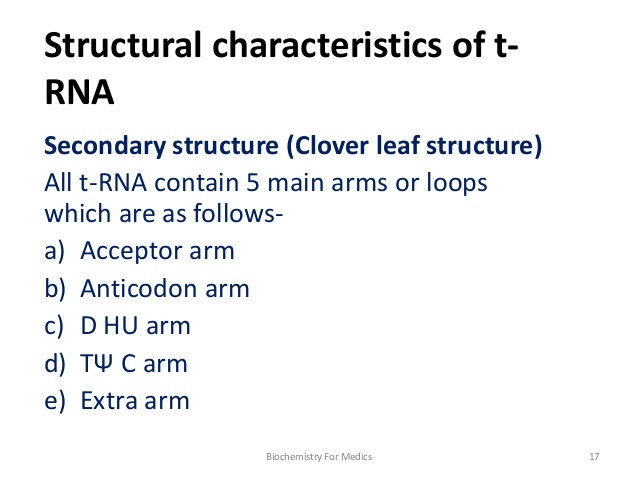 Structural characteristics of t-
RNA
Secondary structure (Clover leaf structure)
All t-RNA contain 5 main arms or loops
which are as follows-
a) Acceptor arm
b) Anticodon arm
c) D HU arm
d) TΨ C arm
e) Extra arm
Biochemistry For Medics 17